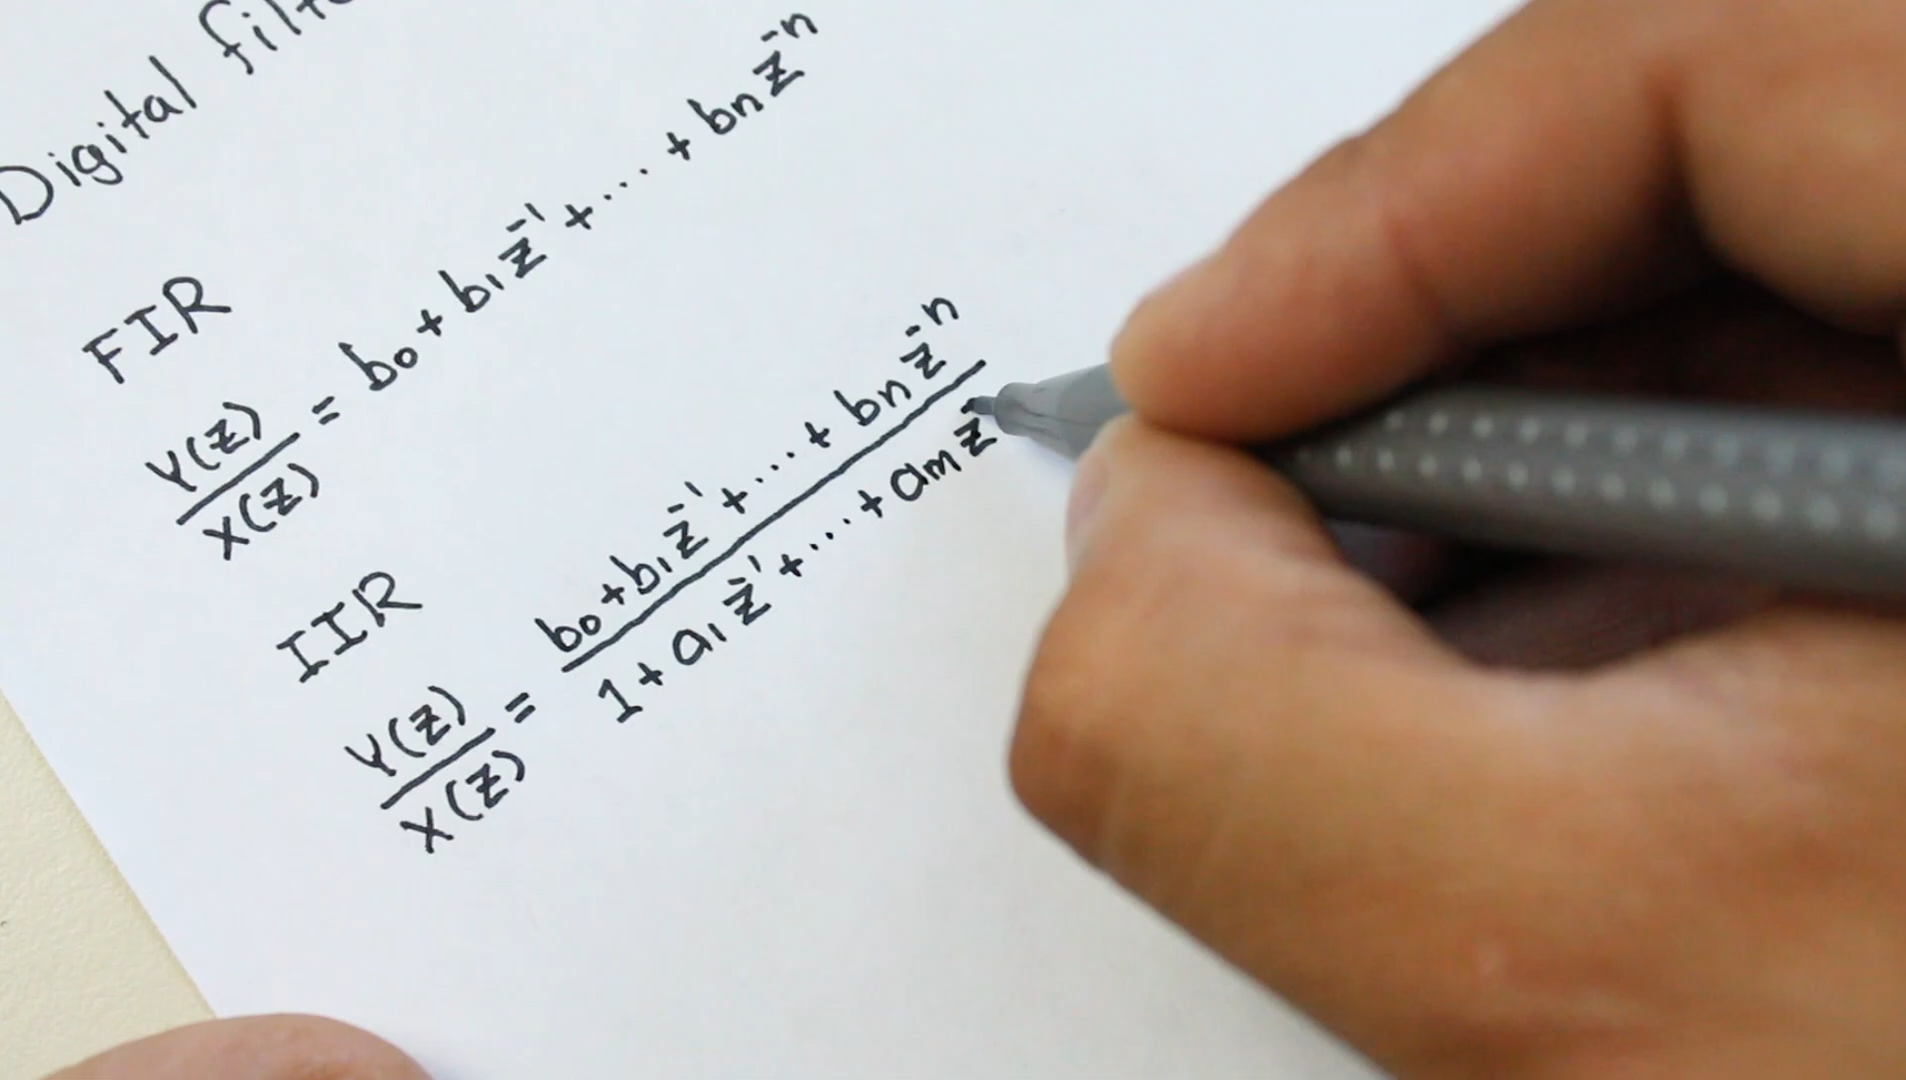 Digital filte
FIR
Y(z)/X(z) = b₀ + b₁z⁻¹ + .... + bₙz⁻ⁿ
IIR
Y(z)/X(z) = b₀+b₁z⁻¹+....+ bₙz⁻ⁿ / 1+ a₁z⁻¹+....+ aₘz⁻